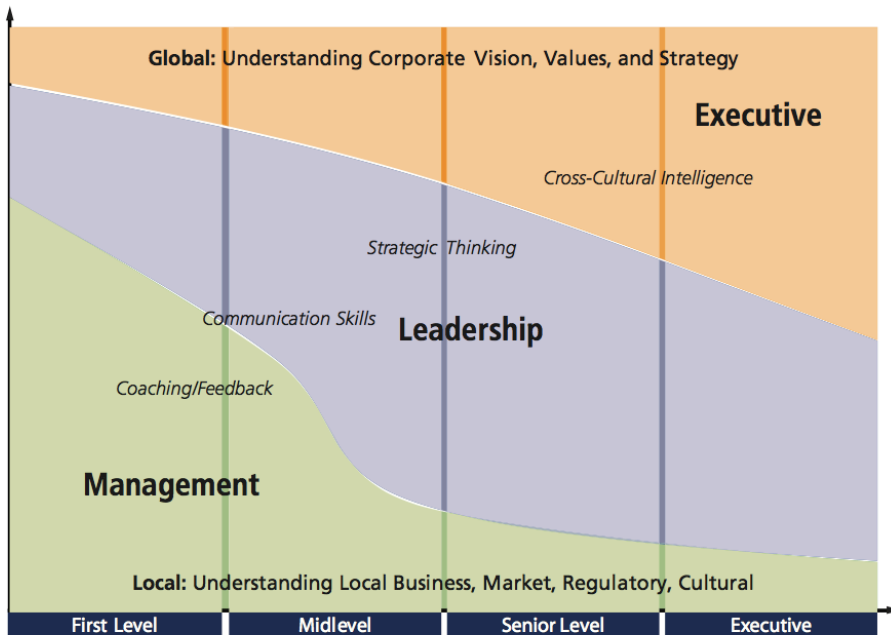 Global: Understanding Corporate Vision, Values, and Strategy
Executive
Cross-Cultural Intelligence
Strategic Thinking
Communication Skills
Leadership
Coaching/Feedback
Management
Local: Understanding Local Business, Market, Regulatory, Cultural
First Level
Midlevel
Senior Level
Executive